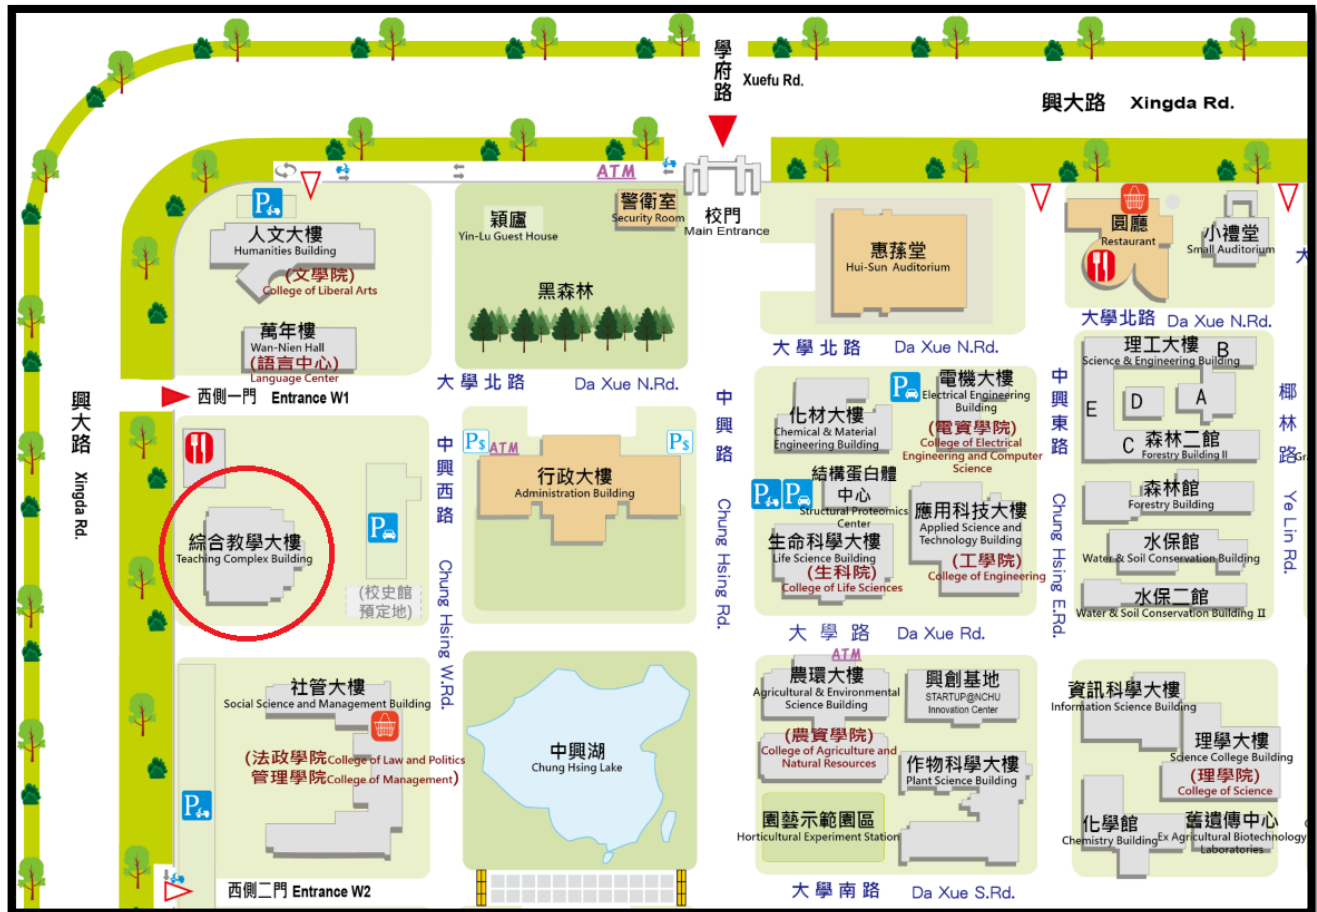 學府路
Xuefu Rd.
興大路 Xingda Rd.
ATM
P
人文大樓
Humanities Building
(文學院)
College of Liberal Arts
萬年樓
Wan-Nien Hall
(語言中心)
Language Center
穎廬
Yin-Lu Guest House
警衛室
Security Room
校門
Main Entrance
黑森林
惠蓀堂
Hui-Sun Auditorium
圓廳
Restaurant
小禮堂
Small Auditorium
大
大學北路 Da Xue N.Rd.
大學北路 Da Xue N.Rd.
大學北路 Da Xue N.Rd.
西側一門 Entrance W1
興大路 Xingda Rd.
綜合教學大樓
Teaching Complex Building
P
(校史館
預定地)
中興西路 Chung Hsing W.Rd.
P$
ATM
P$
行政大樓
Administration Building
中興路 Chung Hsing Rd.
化材大樓
Chemical & Material
Engineering Building
P
電機大樓
Electrical Engineering
Building
(電資學院)
College of Electrical
Engineering and Computer
Science
結構蛋白體
中心
Structural Proteomics
Center
P
P
應用科技大樓
Applied Science and
Technology Building
(工學院)
College of Engineering
生命科學大樓
Life Science Building
(生科院)
College of Life Sciences
中興東路 Chung Hsing E.Rd.
理工大樓
Science & Engineering Building
B
E
D
A
C
森林二館
Forestry Building II
森林館
Forestry Building
水保館
Water & Soil Conservation Building
水保二館
Water & Soil Conservation Building II
椰林路 Ye Lin Rd.
Gra
大學路 Da Xue Rd.
社管大樓
Social Science and Management Building
(法政學院College of Law and Politics
管理學院College of Management)
P
西側二門 Entrance W2
中興湖
Chung Hsing Lake
ATM
農環大樓
Agricultural & Environmental
Science Building
(農資學院)
College of Agriculture and
Natural Resources
興創基地
STARTUP@NCHU
Innovation Center
作物科學大樓
Plant Science Building
園藝示範園區
Horticultural Experiment Station
大學南路 Da Xue S.Rd.
資訊科學大樓
Information Science Building
理學大樓
Science College Building
(理學院)
College of Science
化學館
Chemistry Building
舊遺傳中心
Ex Agricultural Biotechnology
Laboratories